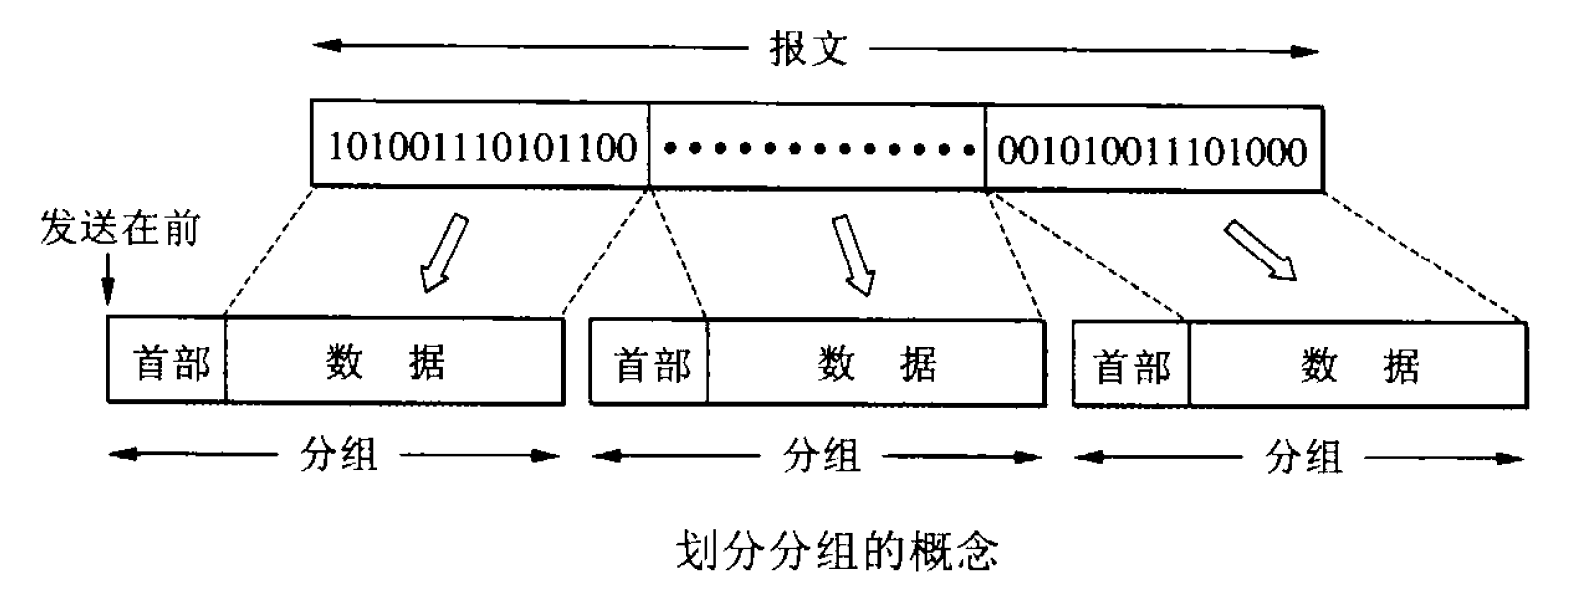 报文
101001110101100 ••••••••••••• 001010011101000
发送在前
首部 数 据 首部 数 据 首部 数 据
分组 分组 分组
划分分组的概念